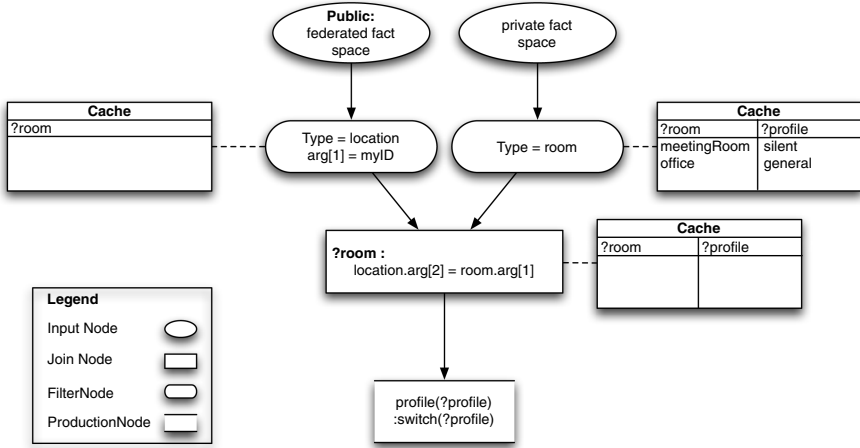 Public:
federated fact
space
private fact
space
Cache
?room
Type = location
arg[1] = myID
Type = room
Cache
?room ?profile
meetingRoom silent
office general
?room :
location.arg[2] = room.arg[1]
Cache
?room ?profile
Legend
Input Node
Join Node
FilterNode
ProductionNode
profile(?profile)
:switch(?profile)